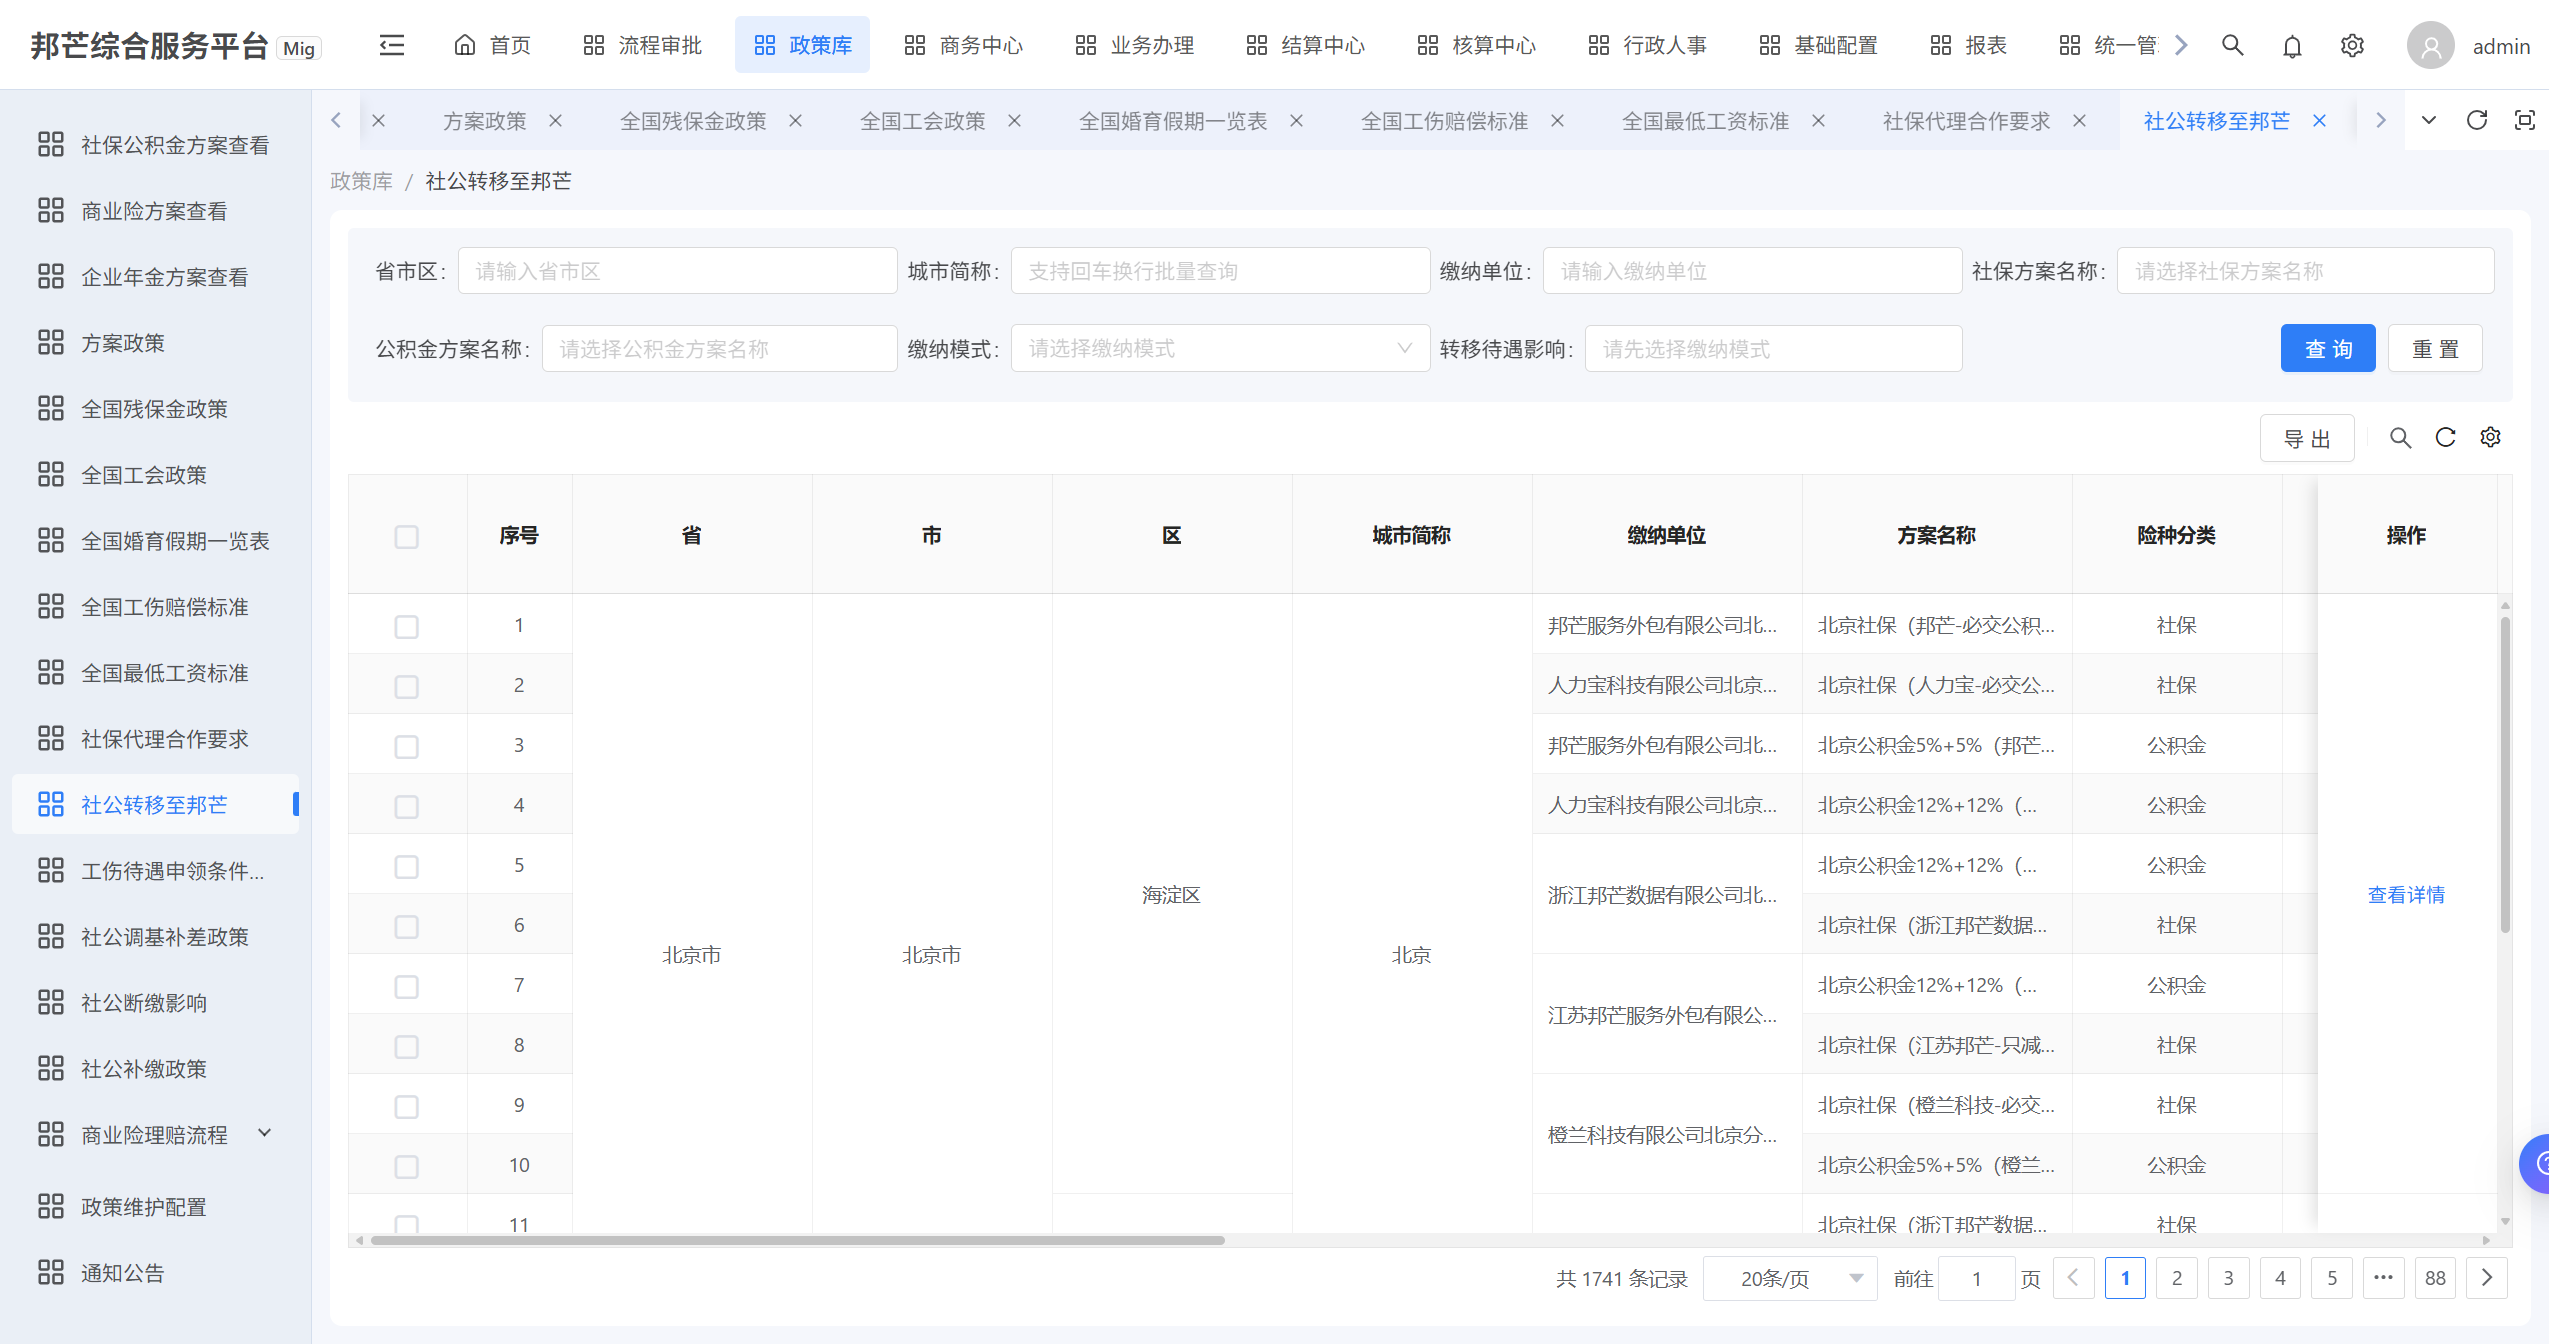 邦芒综合服务平台 Mig
首页 流程审批 政策库 商务中心 业务办理 结算中心 核算中心 行政人事 基础配置 报表 统一管
admin
方案政策 全国残保金政策 全国工会政策 全国婚育假期一览表 全国工伤赔偿标准 全国最低工资标准 社保代理合作要求 社公转移至邦芒
社保公积金方案查看
商业险方案查看
企业年金方案查看
方案政策
全国残保金政策
全国工会政策
全国婚育假期一览表
全国工伤赔偿标准
全国最低工资标准
社保代理合作要求
社公转移至邦芒
工伤待遇申领条件...
社公调基补差政策
社公断缴影响
社公补缴政策
商业险理赔流程
政策维护配置
通知公告
政策库 / 社公转移至邦芒
省市区: 请输入省市区 城市简称: 支持回车换行批量查询 缴纳单位: 请输入缴纳单位 社保方案名称: 请选择社保方案名称
公积金方案名称: 请选择公积金方案名称 缴纳模式: 请选择缴纳模式 转移待遇影响: 请先选择缴纳模式 查 询 重 置
导 出
序号 省 市 区 城市简称 缴纳单位 方案名称 险种分类 操作
1 邦芒服务外包有限公司北... 北京社保（邦芒-必交公积... 社保
2 人力宝科技有限公司北京... 北京社保（人力宝-必交公... 社保
3 邦芒服务外包有限公司北... 北京公积金5%+5%（邦芒... 公积金
4 人力宝科技有限公司北京... 北京公积金12%+12%（... 公积金
5 北京公积金12%+12%（... 公积金
海淀区 浙江邦芒数据有限公司北... 查看详情
6 北京社保（浙江邦芒数据... 社保
北京市 北京市 北京
7 北京公积金12%+12%（... 公积金
江苏邦芒服务外包有限公...
8 北京社保（江苏邦芒-只减... 社保
9 北京社保（橙兰科技-必交... 社保
橙兰科技有限公司北京分...
10 北京公积金5%+5%（橙兰... 公积金
11 北京社保（浙江邦芒数据... 社保
共 1741 条记录 20条/页 前往 1 页 1 2 3 4 5 ••• 88